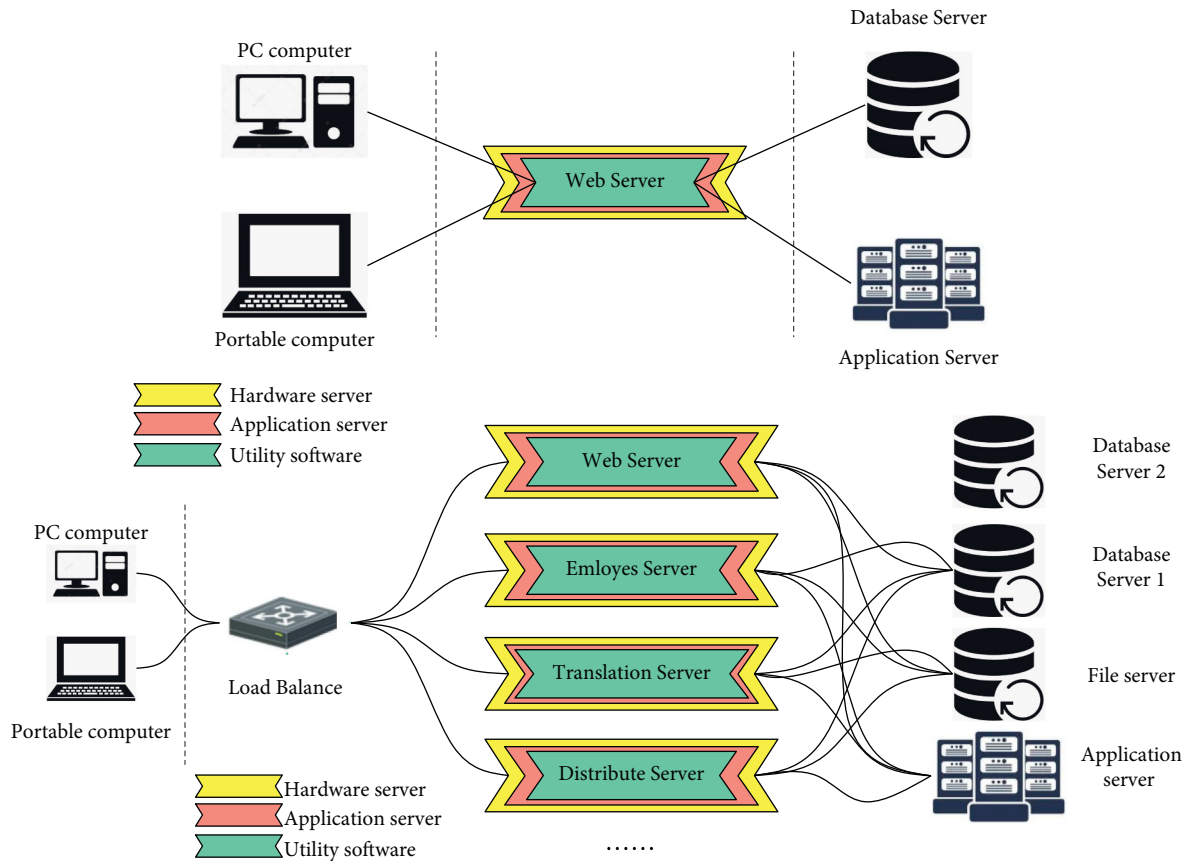 Database Server
PC computer
Web Server
Portable computer
Application Server
Hardware server
Application server
Utility software
Web Server
Database
Server 2
PC computer
Emloyes Server
Database
Server 1
Load Balance
Translation Server
File server
Portable computer
Distribute Server
Application
server
Hardware server
Application server
Utility software
......